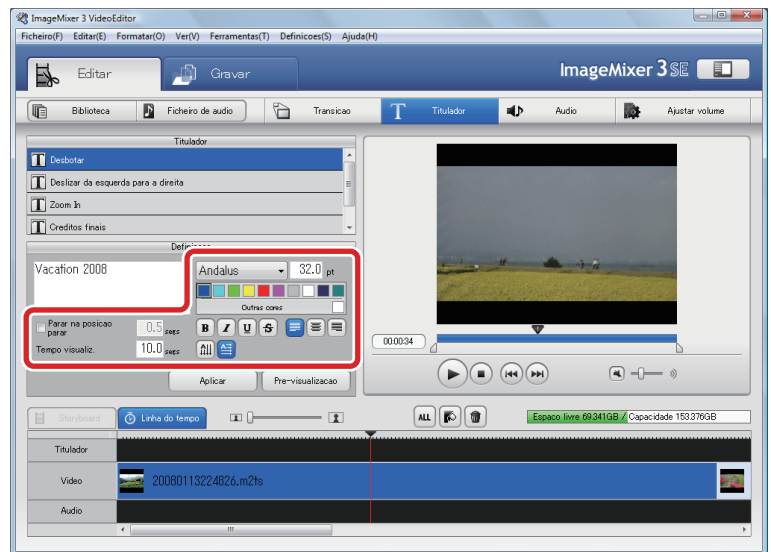 ImageMixer 3 VideoEditor
Ficheiro(F) Editar(E) Formatar(O) Ver(V) Ferramentas(T) Definicoes(S) Ajuda(H)
Editar Gravar ImageMixer 3 SE
Biblioteca Ficheiro de audio Transicao T Titulador Audio Ajustar volume
Titulador
T Desbotar
T Deslizar da esquerda para a direita
T Zoom In
T Creditos finais
Vacation 2008 Andalus 32.0 pt
Outras cores
Parar na posicao
parar 0.5 segs B I U S
Tempo visualiz. 10.0 segs
00:00:34
Aplicar Pre-visualizacao
Storyboard Linha do tempo ALL Espaco livre 69.341GB / Capacidade 153.376GB
Titulador
Video 20080113224826.m2ts
Audio